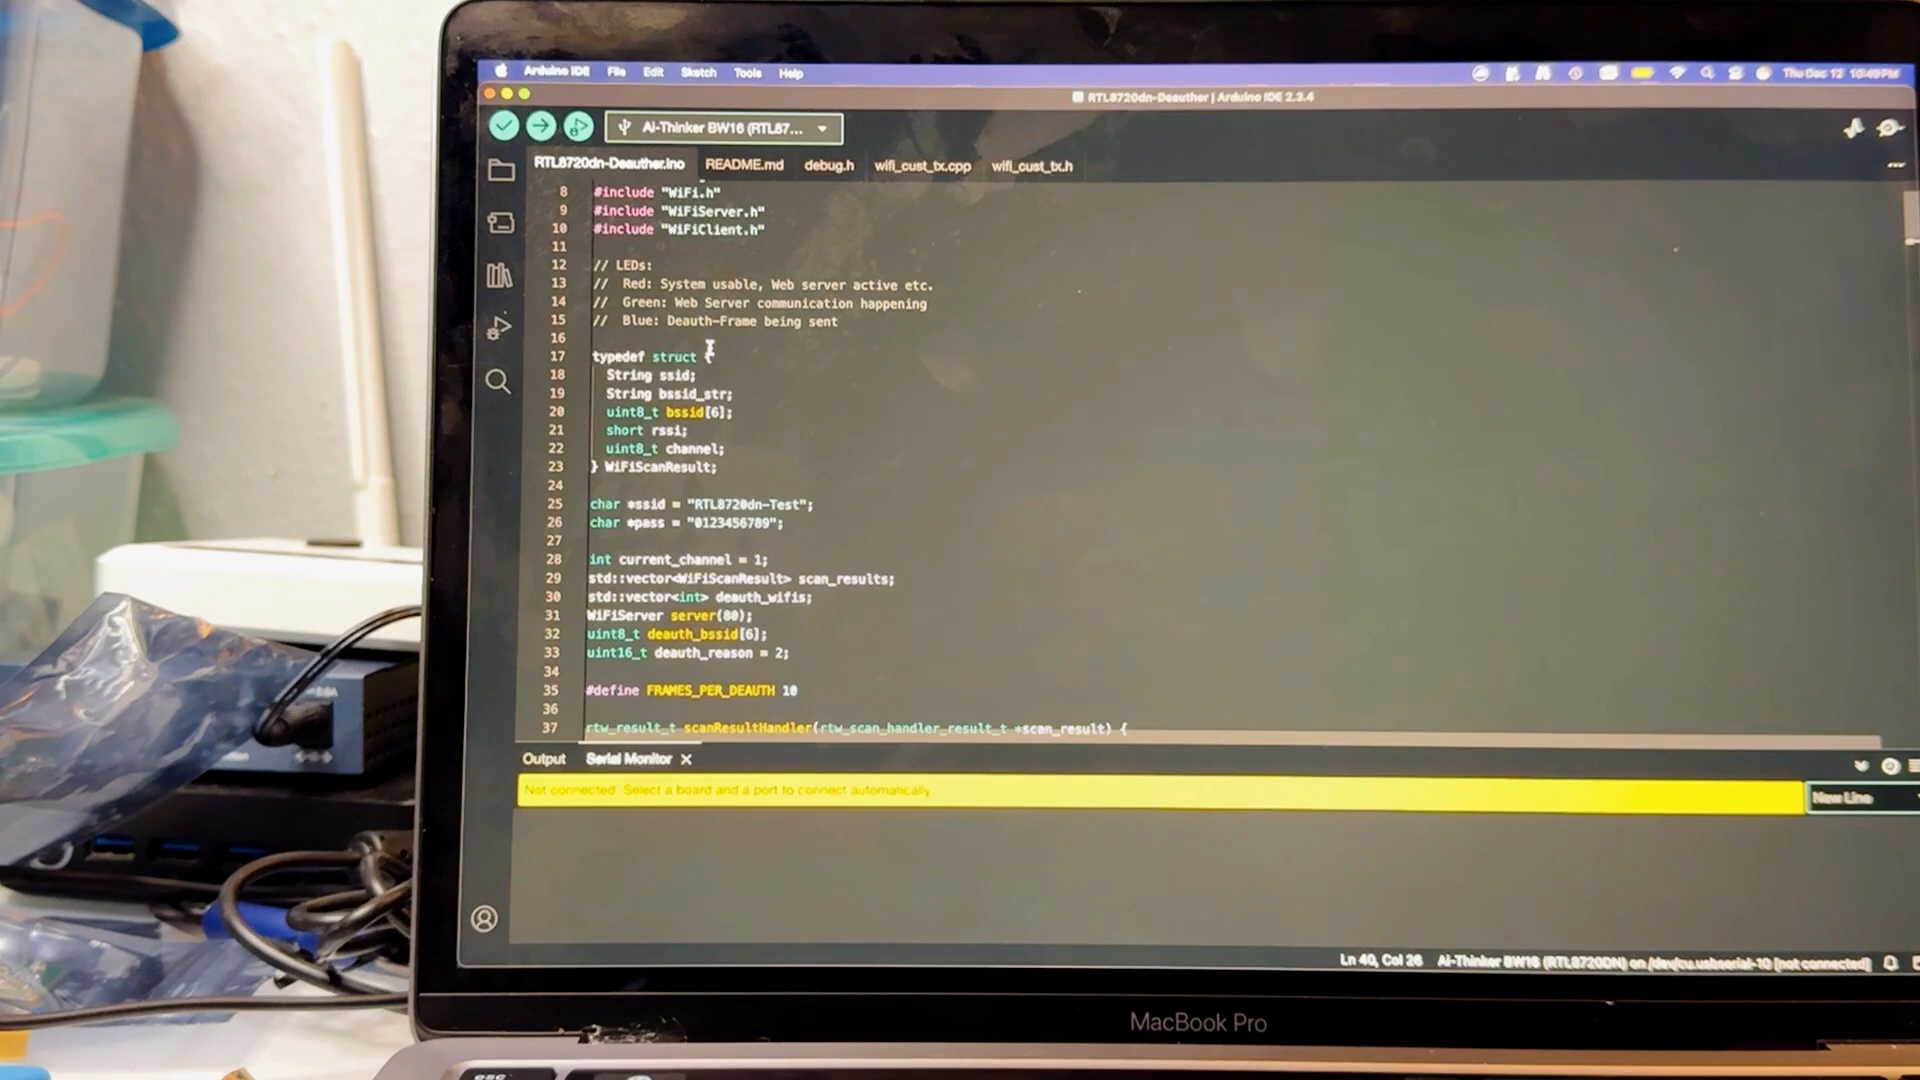 Arduino IDE File Edit Sketch Tools Help Thu Dec 12 10:49 PM
RTL8720dn-Deauther | Arduino IDE 2.3.4
Ai-Thinker BW16 (RTL87...
RTL8720dn-Deauther.ino README.md debug.h wifi_cust_tx.cpp wifi_cust_tx.h
8 #include "WiFi.h"
9 #include "WiFiServer.h"
10 #include "WiFiClient.h"
11
12 // LEDs:
13 //  Red: System usable, Web server active etc.
14 //  Green: Web Server communication happening
15 //  Blue: Deauth-Frame being sent
16
17 typedef struct {
18   String ssid;
19   String bssid_str;
20   uint8_t bssid[6];
21   short rssi;
22   uint8_t channel;
23 } WiFiScanResult;
24
25 char *ssid = "RTL8720dn-Test";
26 char *pass = "0123456789";
27
28 int current_channel = 1;
29 std::vector<WiFiScanResult> scan_results;
30 std::vector<int> deauth_wifis;
31 WiFiServer server(80);
32 uint8_t deauth_bssid[6];
33 uint16_t deauth_reason = 2;
34
35 #define FRAMES_PER_DEAUTH 10
36
37 rtw_result_t scanResultHandler(rtw_scan_handler_result_t *scan_result) {
Output Serial Monitor
Not connected. Select a board and a port to connect automatically.
New Line
Ln 40, Col 26 Ai-Thinker BW16 (RTL8720DN) on /dev/cu.usbserial-10 [not connected]
MacBook Pro
esc